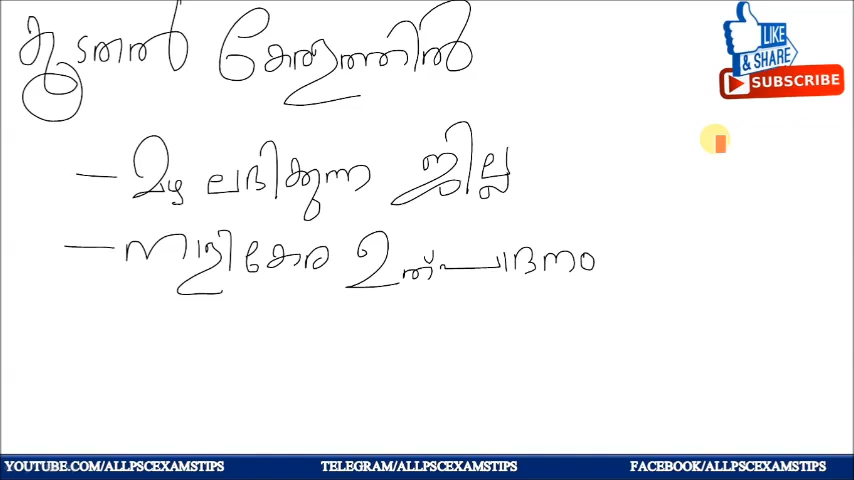 കൂടുതൽ കേരളത്തിൽ
LIKE
& SHARE
SUBSCRIBE
— മഴ ലഭിക്കുന്ന ജില്ല
— നാളികേര ഉത്പാദനം
YOUTUBE.COM/ALLPSCEXAMSTIPS TELEGRAM/ALLPSCEXAMSTIPS FACEBOOK/ALLPSCEXAMSTIPS